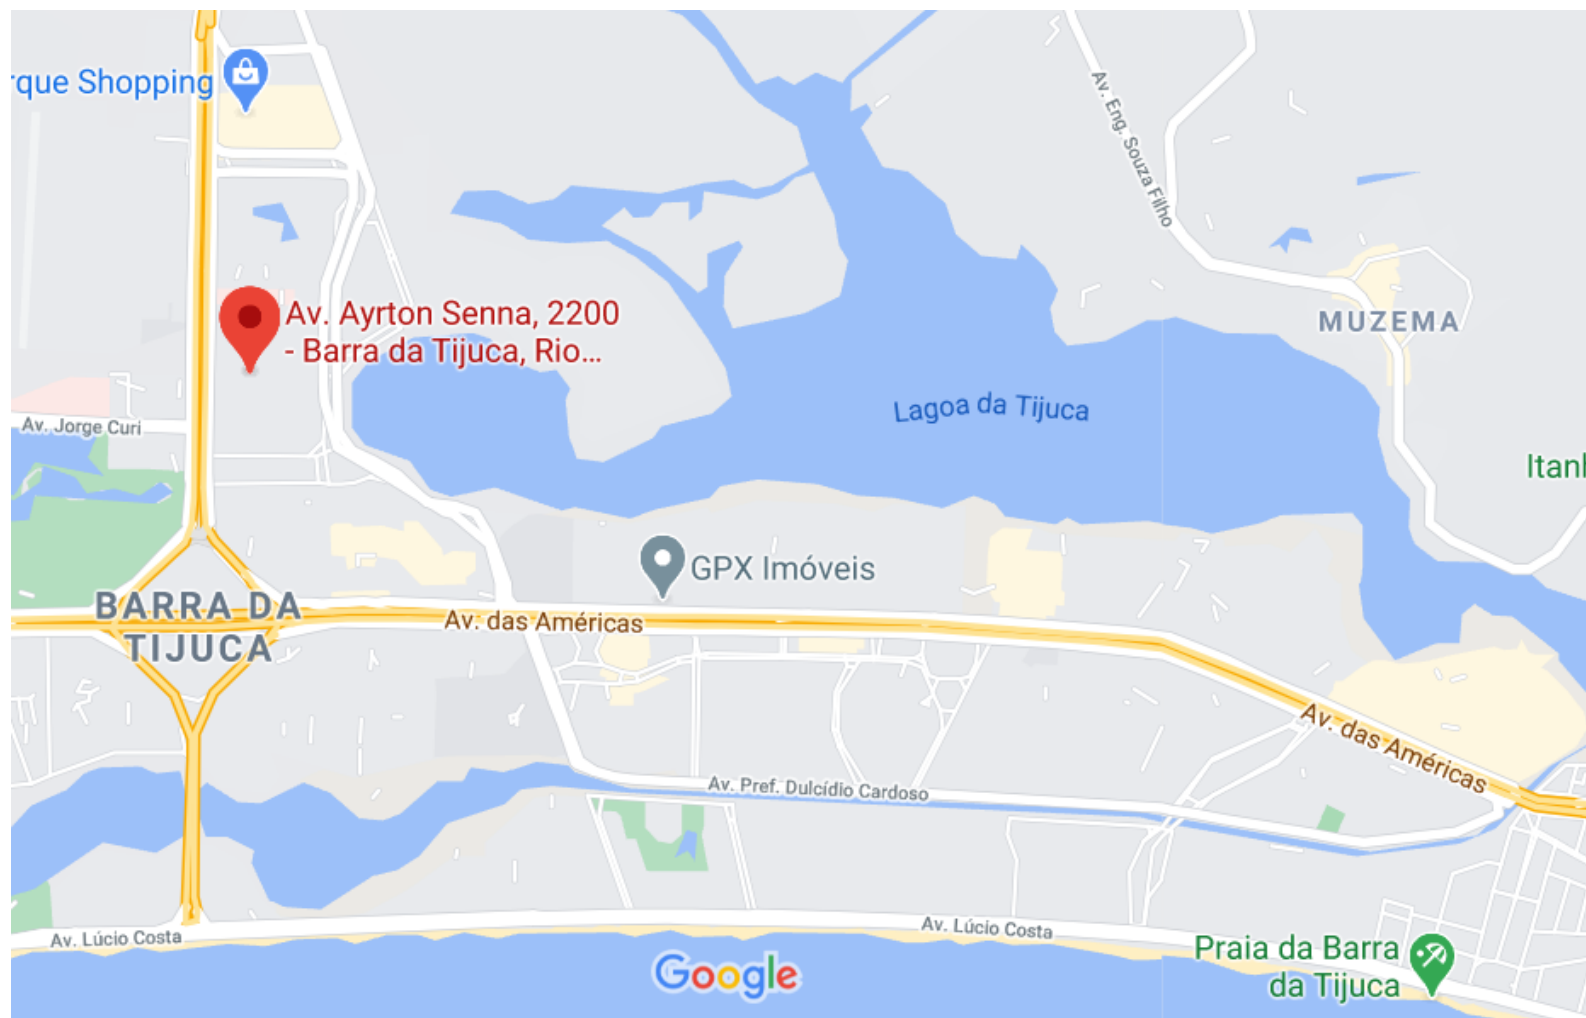 rque Shopping
Av. Eng. Souza Filho
Av. Ayrton Senna, 2200
- Barra da Tijuca, Rio...
MUZEMA
Lagoa da Tijuca
Av. Jorge Curi
Itanh
GPX Imóveis
BARRA DA
TIJUCA
Av. das Américas
Av. das Américas
Av. Pref. Dulcídio Cardoso
Av. Lúcio Costa
Av. Lúcio Costa
Praia da Barra
da Tijuca
Google